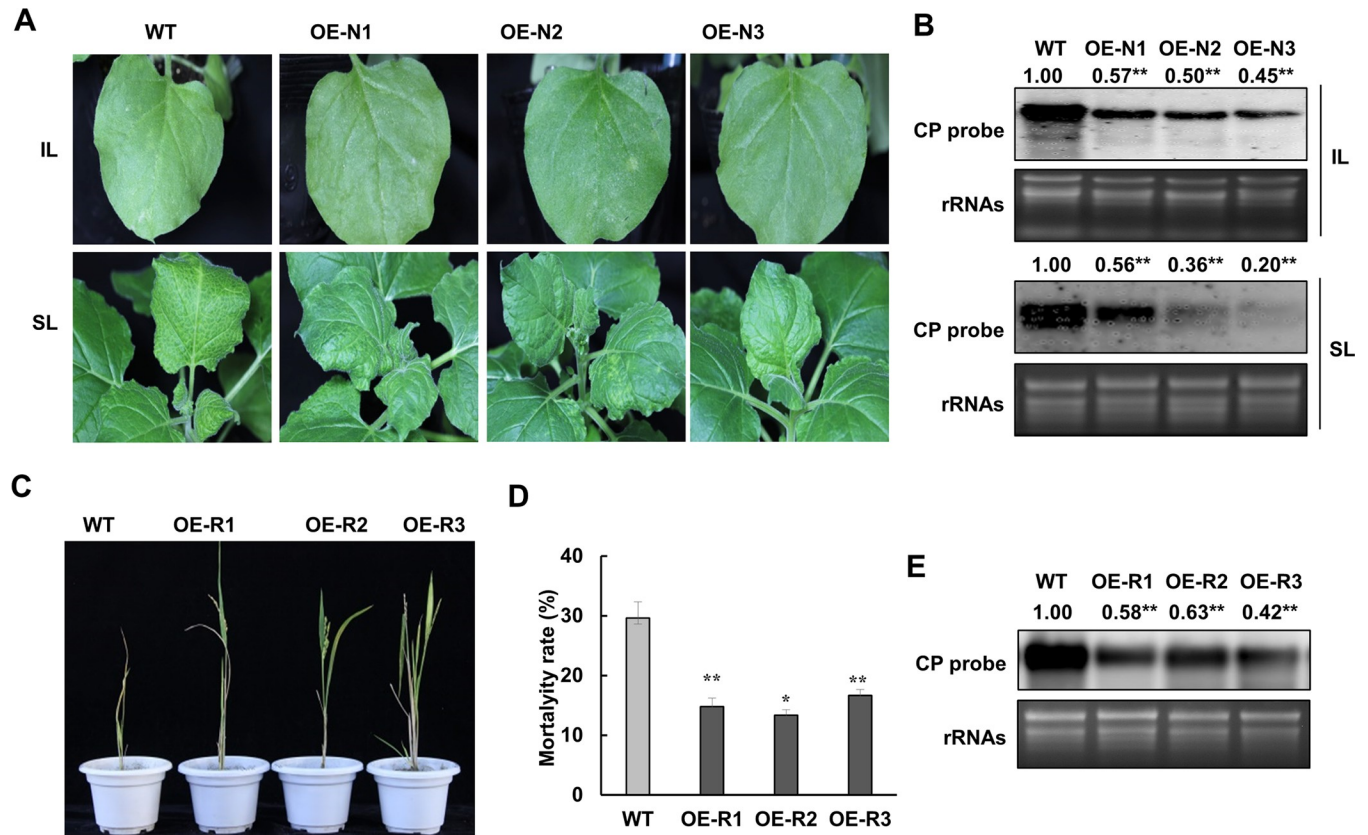 A
WT OE-N1 OE-N2 OE-N3
IL
SL
B
WT OE-N1 OE-N2 OE-N3
1.00 0.57** 0.50** 0.45**
CP probe
IL
rRNAs
1.00 0.56** 0.36** 0.20**
CP probe
SL
rRNAs
C
WT OE-R1 OE-R2 OE-R3
D
Mortalyity rate (%)
40
30
20
10
0
** * **
WT OE-R1 OE-R2 OE-R3
E
WT OE-R1 OE-R2 OE-R3
1.00 0.58** 0.63** 0.42**
CP probe
rRNAs